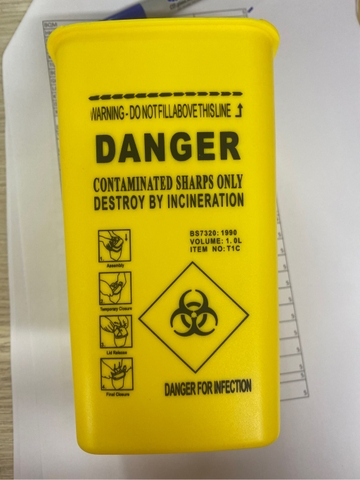 WARNING - DO NOT FILL ABOVE THIS LINE
DANGER
CONTAMINATED SHARPS ONLY
DESTROY BY INCINERATION
BS7320: 1990
VOLUME: 1.0L
ITEM NO: T1C
Assembly
Temporary Closure
Lid Release
Final Closure
DANGER FOR INFECTION